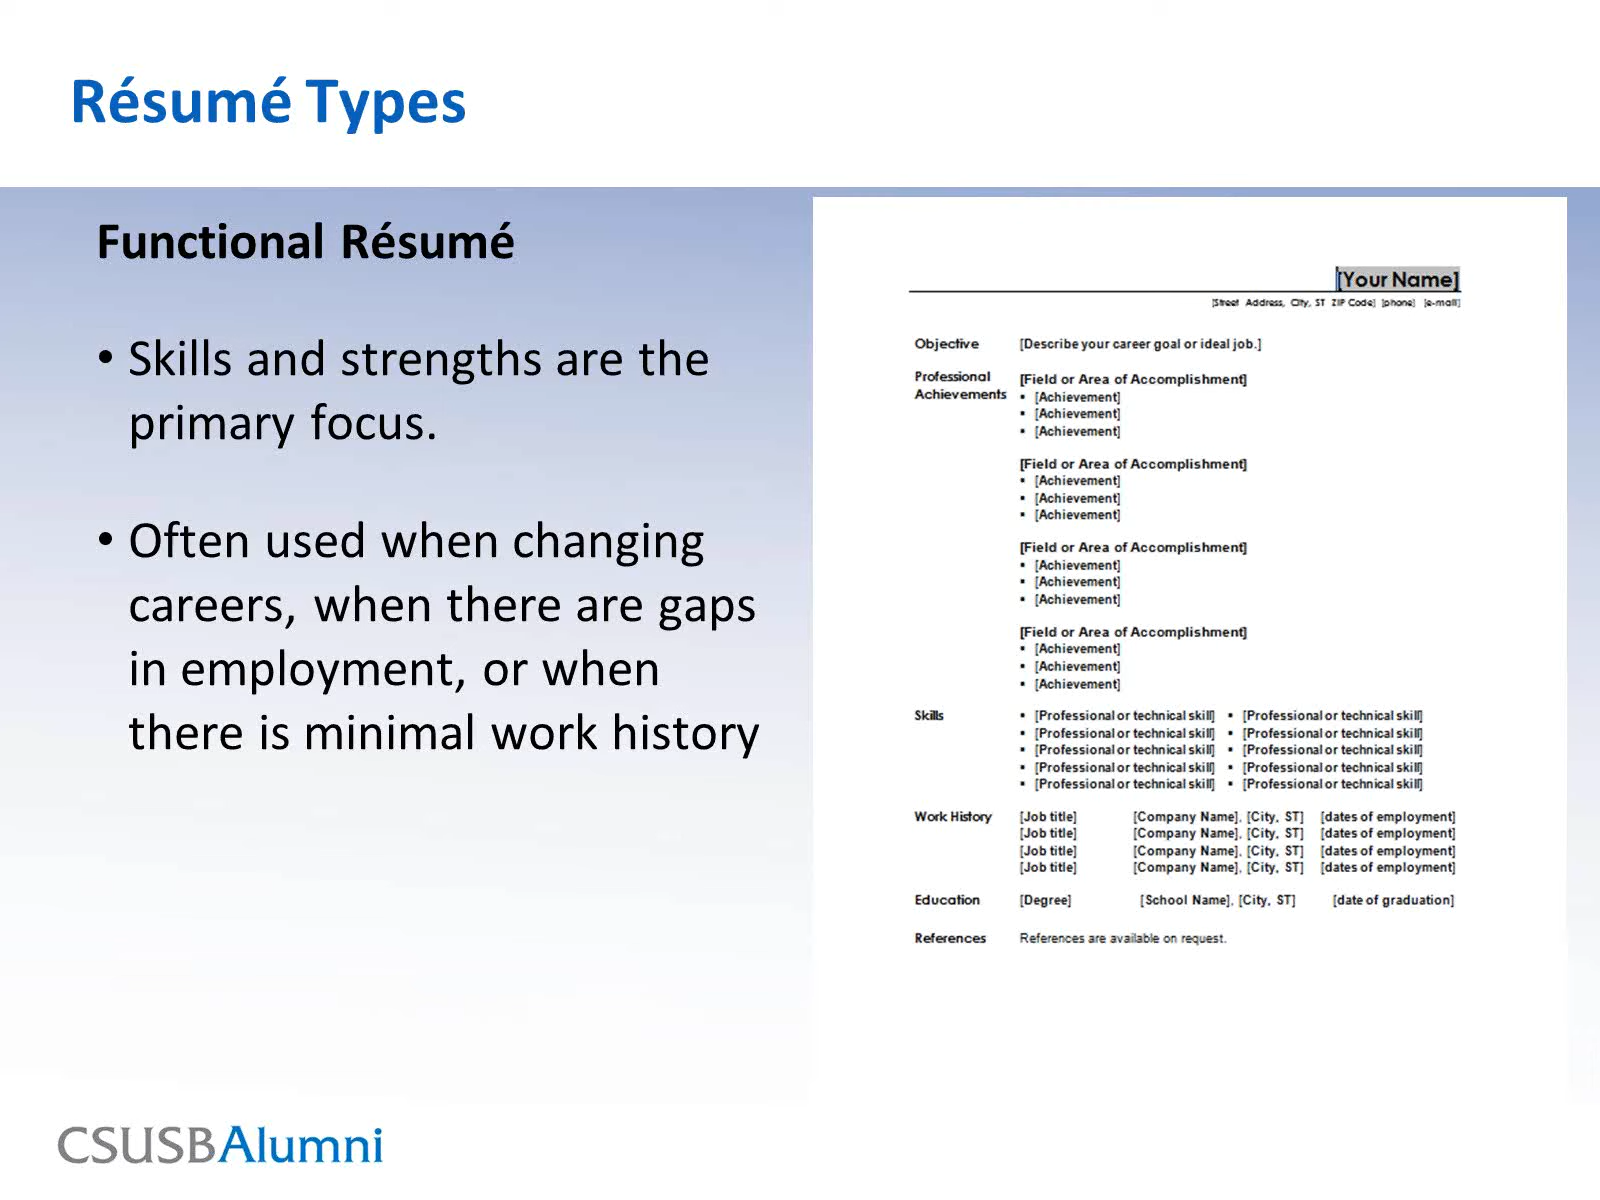 Résumé Types
Functional Résumé
• Skills and strengths are the
primary focus.
• Often used when changing
careers, when there are gaps
in employment, or when
there is minimal work history
[Your Name]
[Street Address, City, ST ZIP Code] [phone] [e-mail]
Objective [Describe your career goal or ideal job.]
Professional Achievements [Field or Area of Accomplishment]
▪ [Achievement]
▪ [Achievement]
▪ [Achievement]
[Field or Area of Accomplishment]
▪ [Achievement]
▪ [Achievement]
▪ [Achievement]
[Field or Area of Accomplishment]
▪ [Achievement]
▪ [Achievement]
▪ [Achievement]
[Field or Area of Accomplishment]
▪ [Achievement]
▪ [Achievement]
▪ [Achievement]
Skills ▪ [Professional or technical skill] ▪ [Professional or technical skill]
▪ [Professional or technical skill] ▪ [Professional or technical skill]
▪ [Professional or technical skill] ▪ [Professional or technical skill]
▪ [Professional or technical skill] ▪ [Professional or technical skill]
▪ [Professional or technical skill] ▪ [Professional or technical skill]
Work History [Job title] [Company Name], [City, ST] [dates of employment]
[Job title] [Company Name], [City, ST] [dates of employment]
[Job title] [Company Name], [City, ST] [dates of employment]
[Job title] [Company Name], [City, ST] [dates of employment]
Education [Degree] [School Name], [City, ST] [date of graduation]
References References are available on request.
CSUSBAlumni